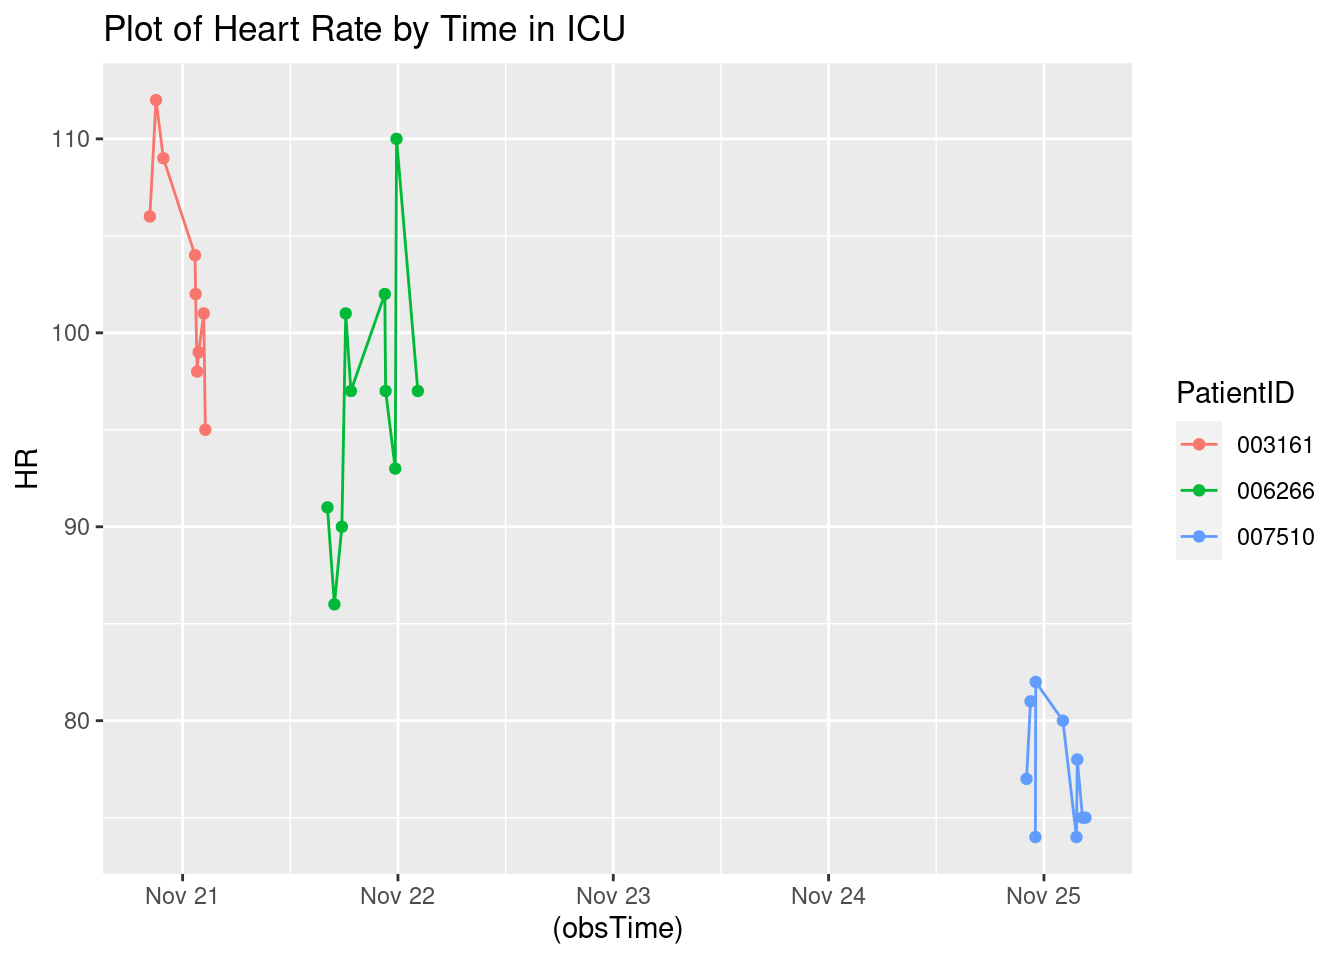 Plot of Heart Rate by Time in ICU
110
100
90
80
HR
Nov 21
Nov 22
Nov 23
Nov 24
Nov 25
(obsTime)
PatientID
003161
006266
007510